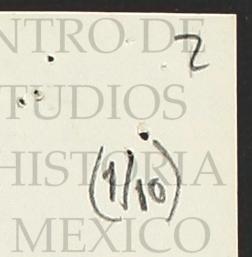 NTRO DE
2
TUDIOS
HISTORIA
(1/10)
MEXICO